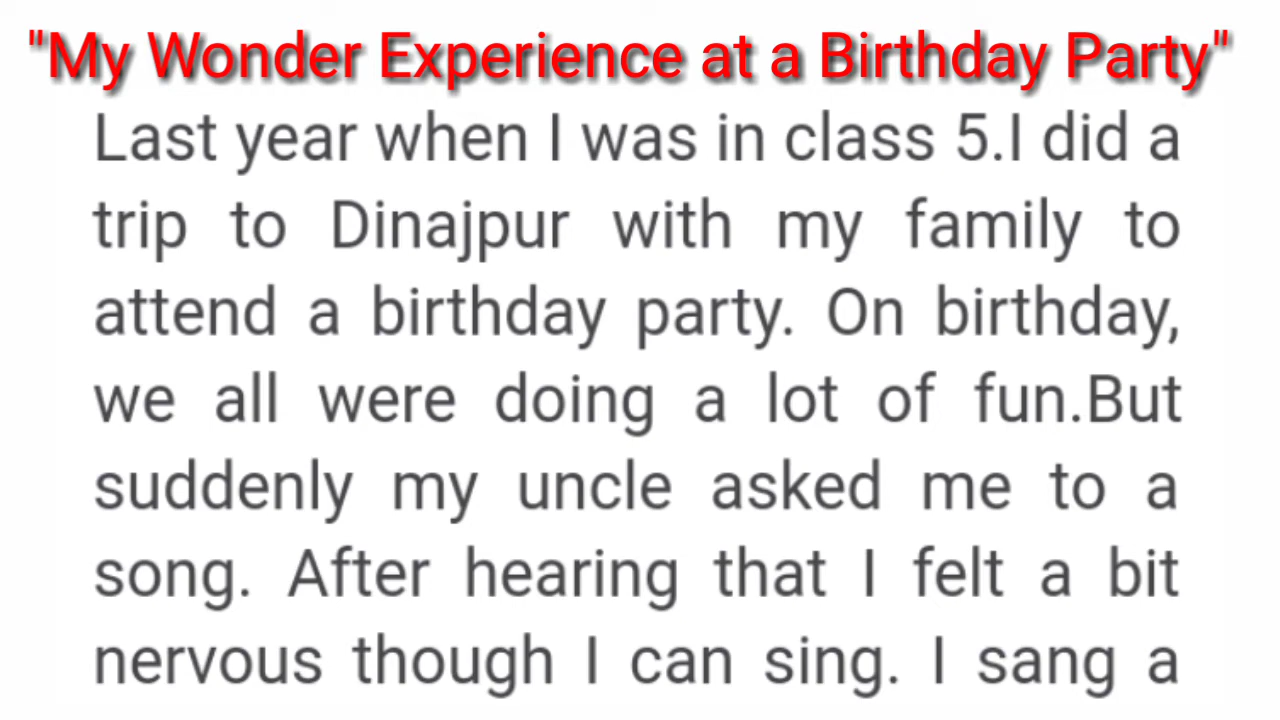 "My Wonder Experience at a Birthday Party"
Last year when I was in class 5.I did a
trip to Dinajpur with my family to
attend a birthday party. On birthday,
we all were doing a lot of fun.But
suddenly my uncle asked me to a
song. After hearing that I felt a bit
nervous though I can sing. I sang a